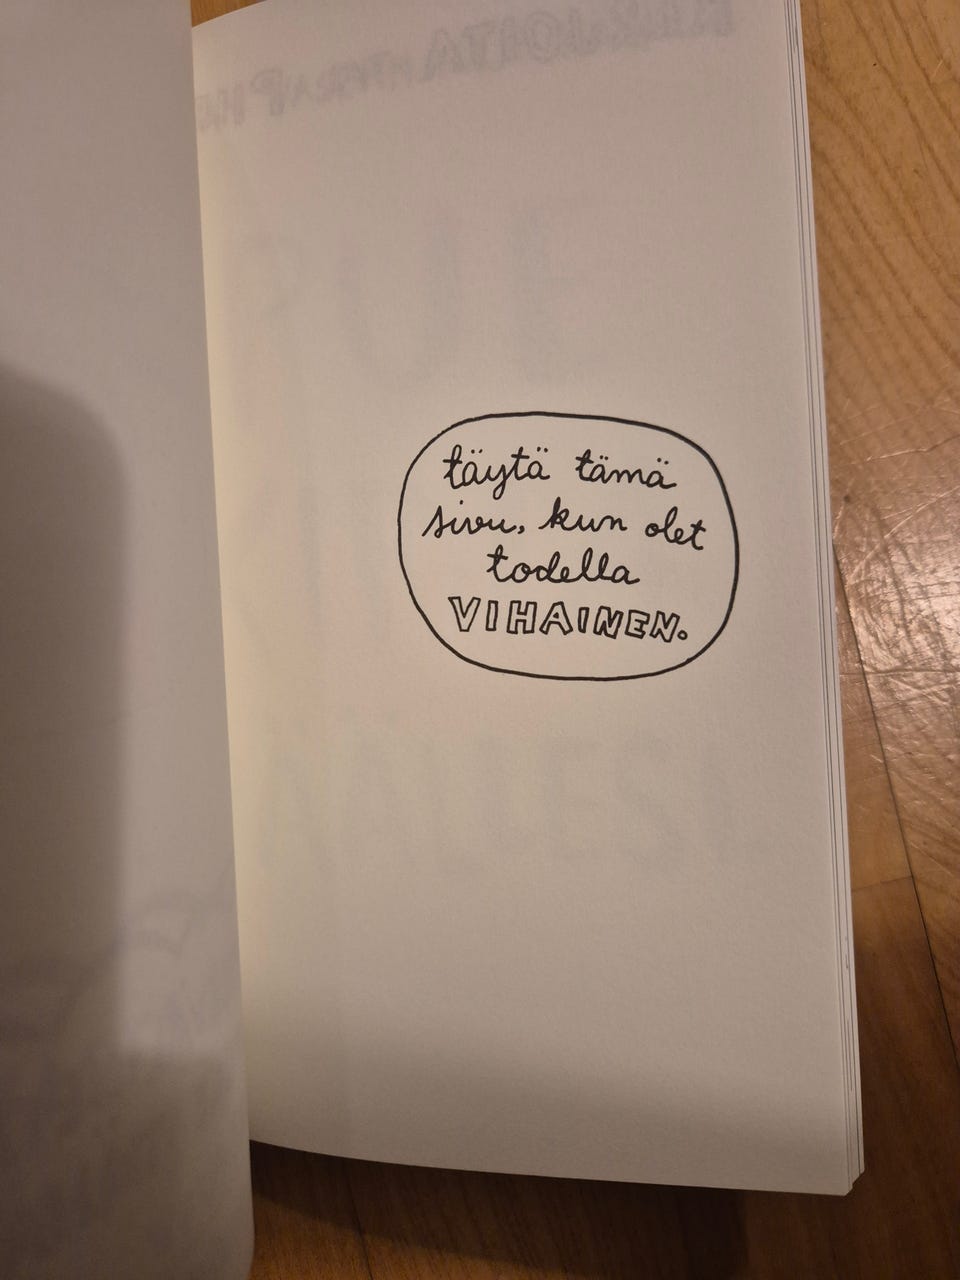 täytä tämä
sivu, kun olet
todella
VIHAINEN.